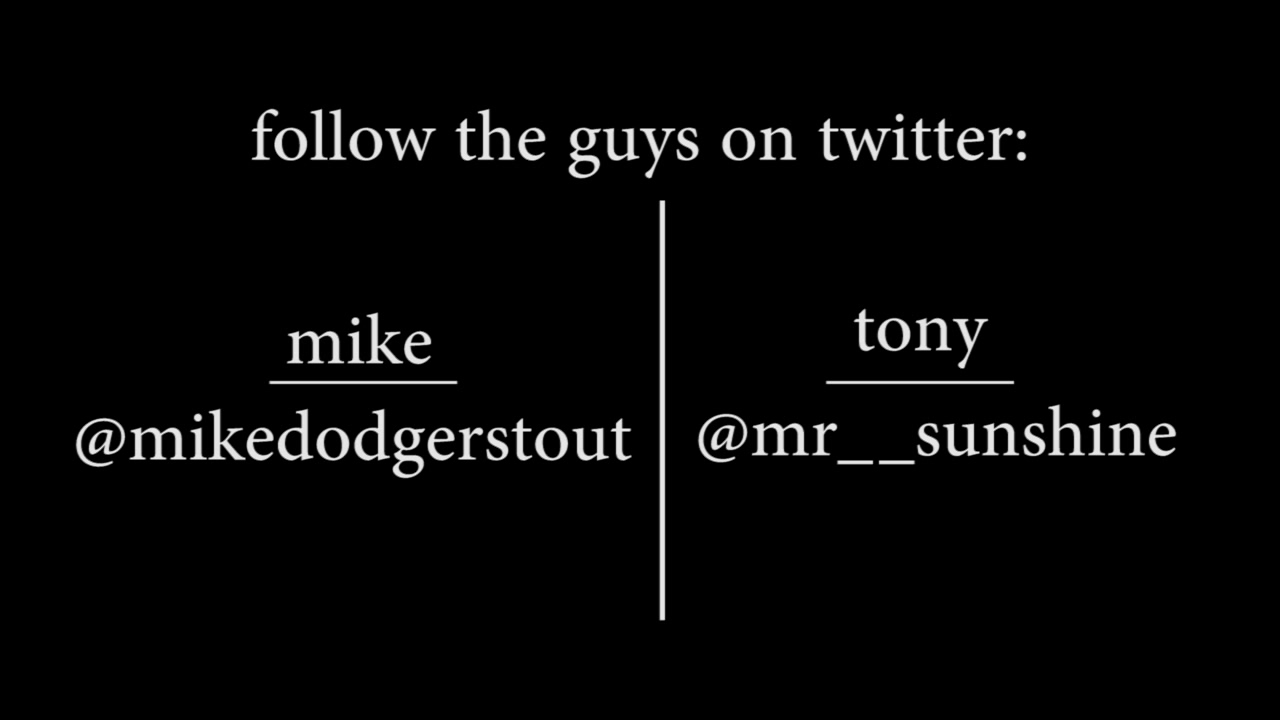 follow the guys on twitter:
mike
@mikedodgerstout
tony
@mr__sunshine